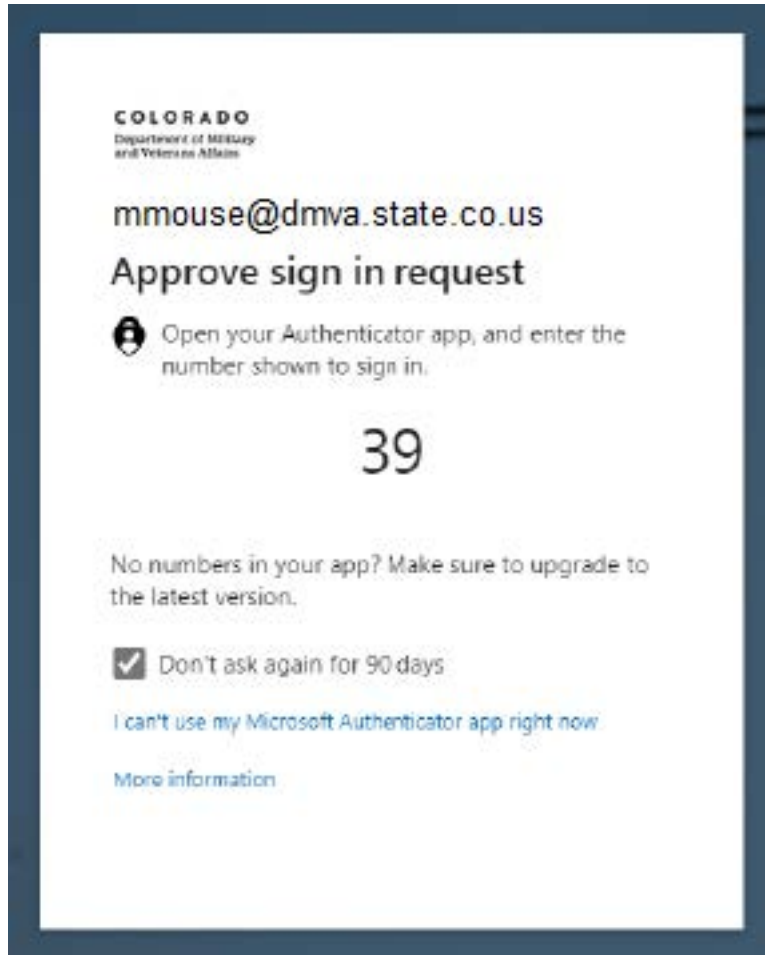 COLORADO
Department of Military
and Veterans Affairs
mmouse@dmva.state.co.us
Approve sign in request
Open your Authenticator app, and enter the
number shown to sign in.
39
No numbers in your app? Make sure to upgrade to
the latest version.
Don't ask again for 90 days
I can't use my Microsoft Authenticator app right now
More information